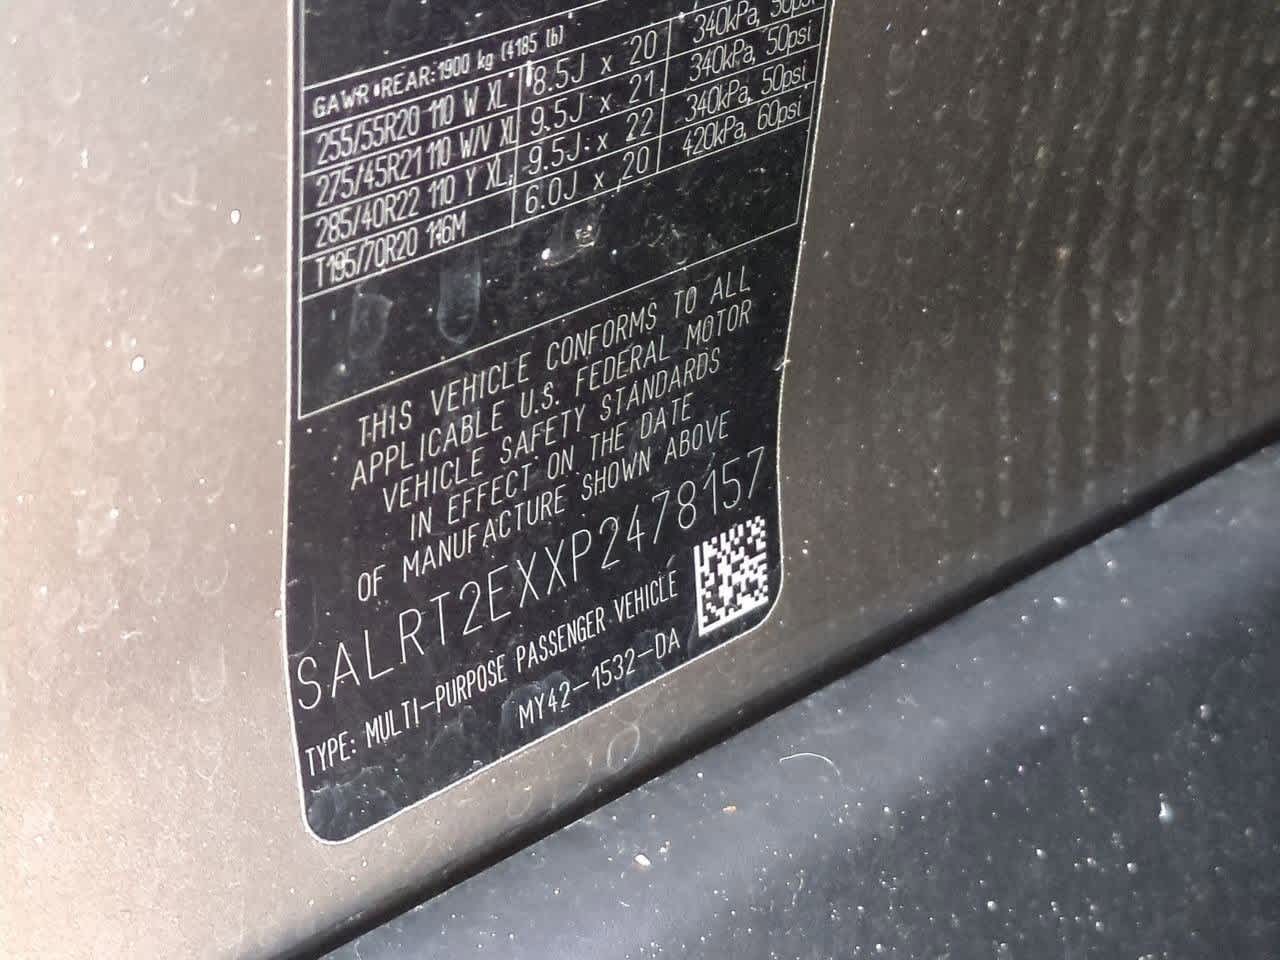 GAWR REAR: 1900 kg (4185 lb)
255/55R20 110 W XL 8.5J x 20 340kPa, 50psi
275/45R21 110 W/V XL 9.5J x 21 340kPa, 50psi
285/40R22 110 Y XL 9.5J x 22 340kPa, 50psi
T195/70R20 116M 6.0J x 20 420kPa, 60psi
THIS VEHICLE CONFORMS TO ALL
APPLICABLE U.S. FEDERAL MOTOR
VEHICLE SAFETY STANDARDS
IN EFFECT ON THE DATE
OF MANUFACTURE SHOWN ABOVE
SALRT2EXXP2478157
TYPE: MULTI-PURPOSE PASSENGER VEHICLE
MY42-1532-DA